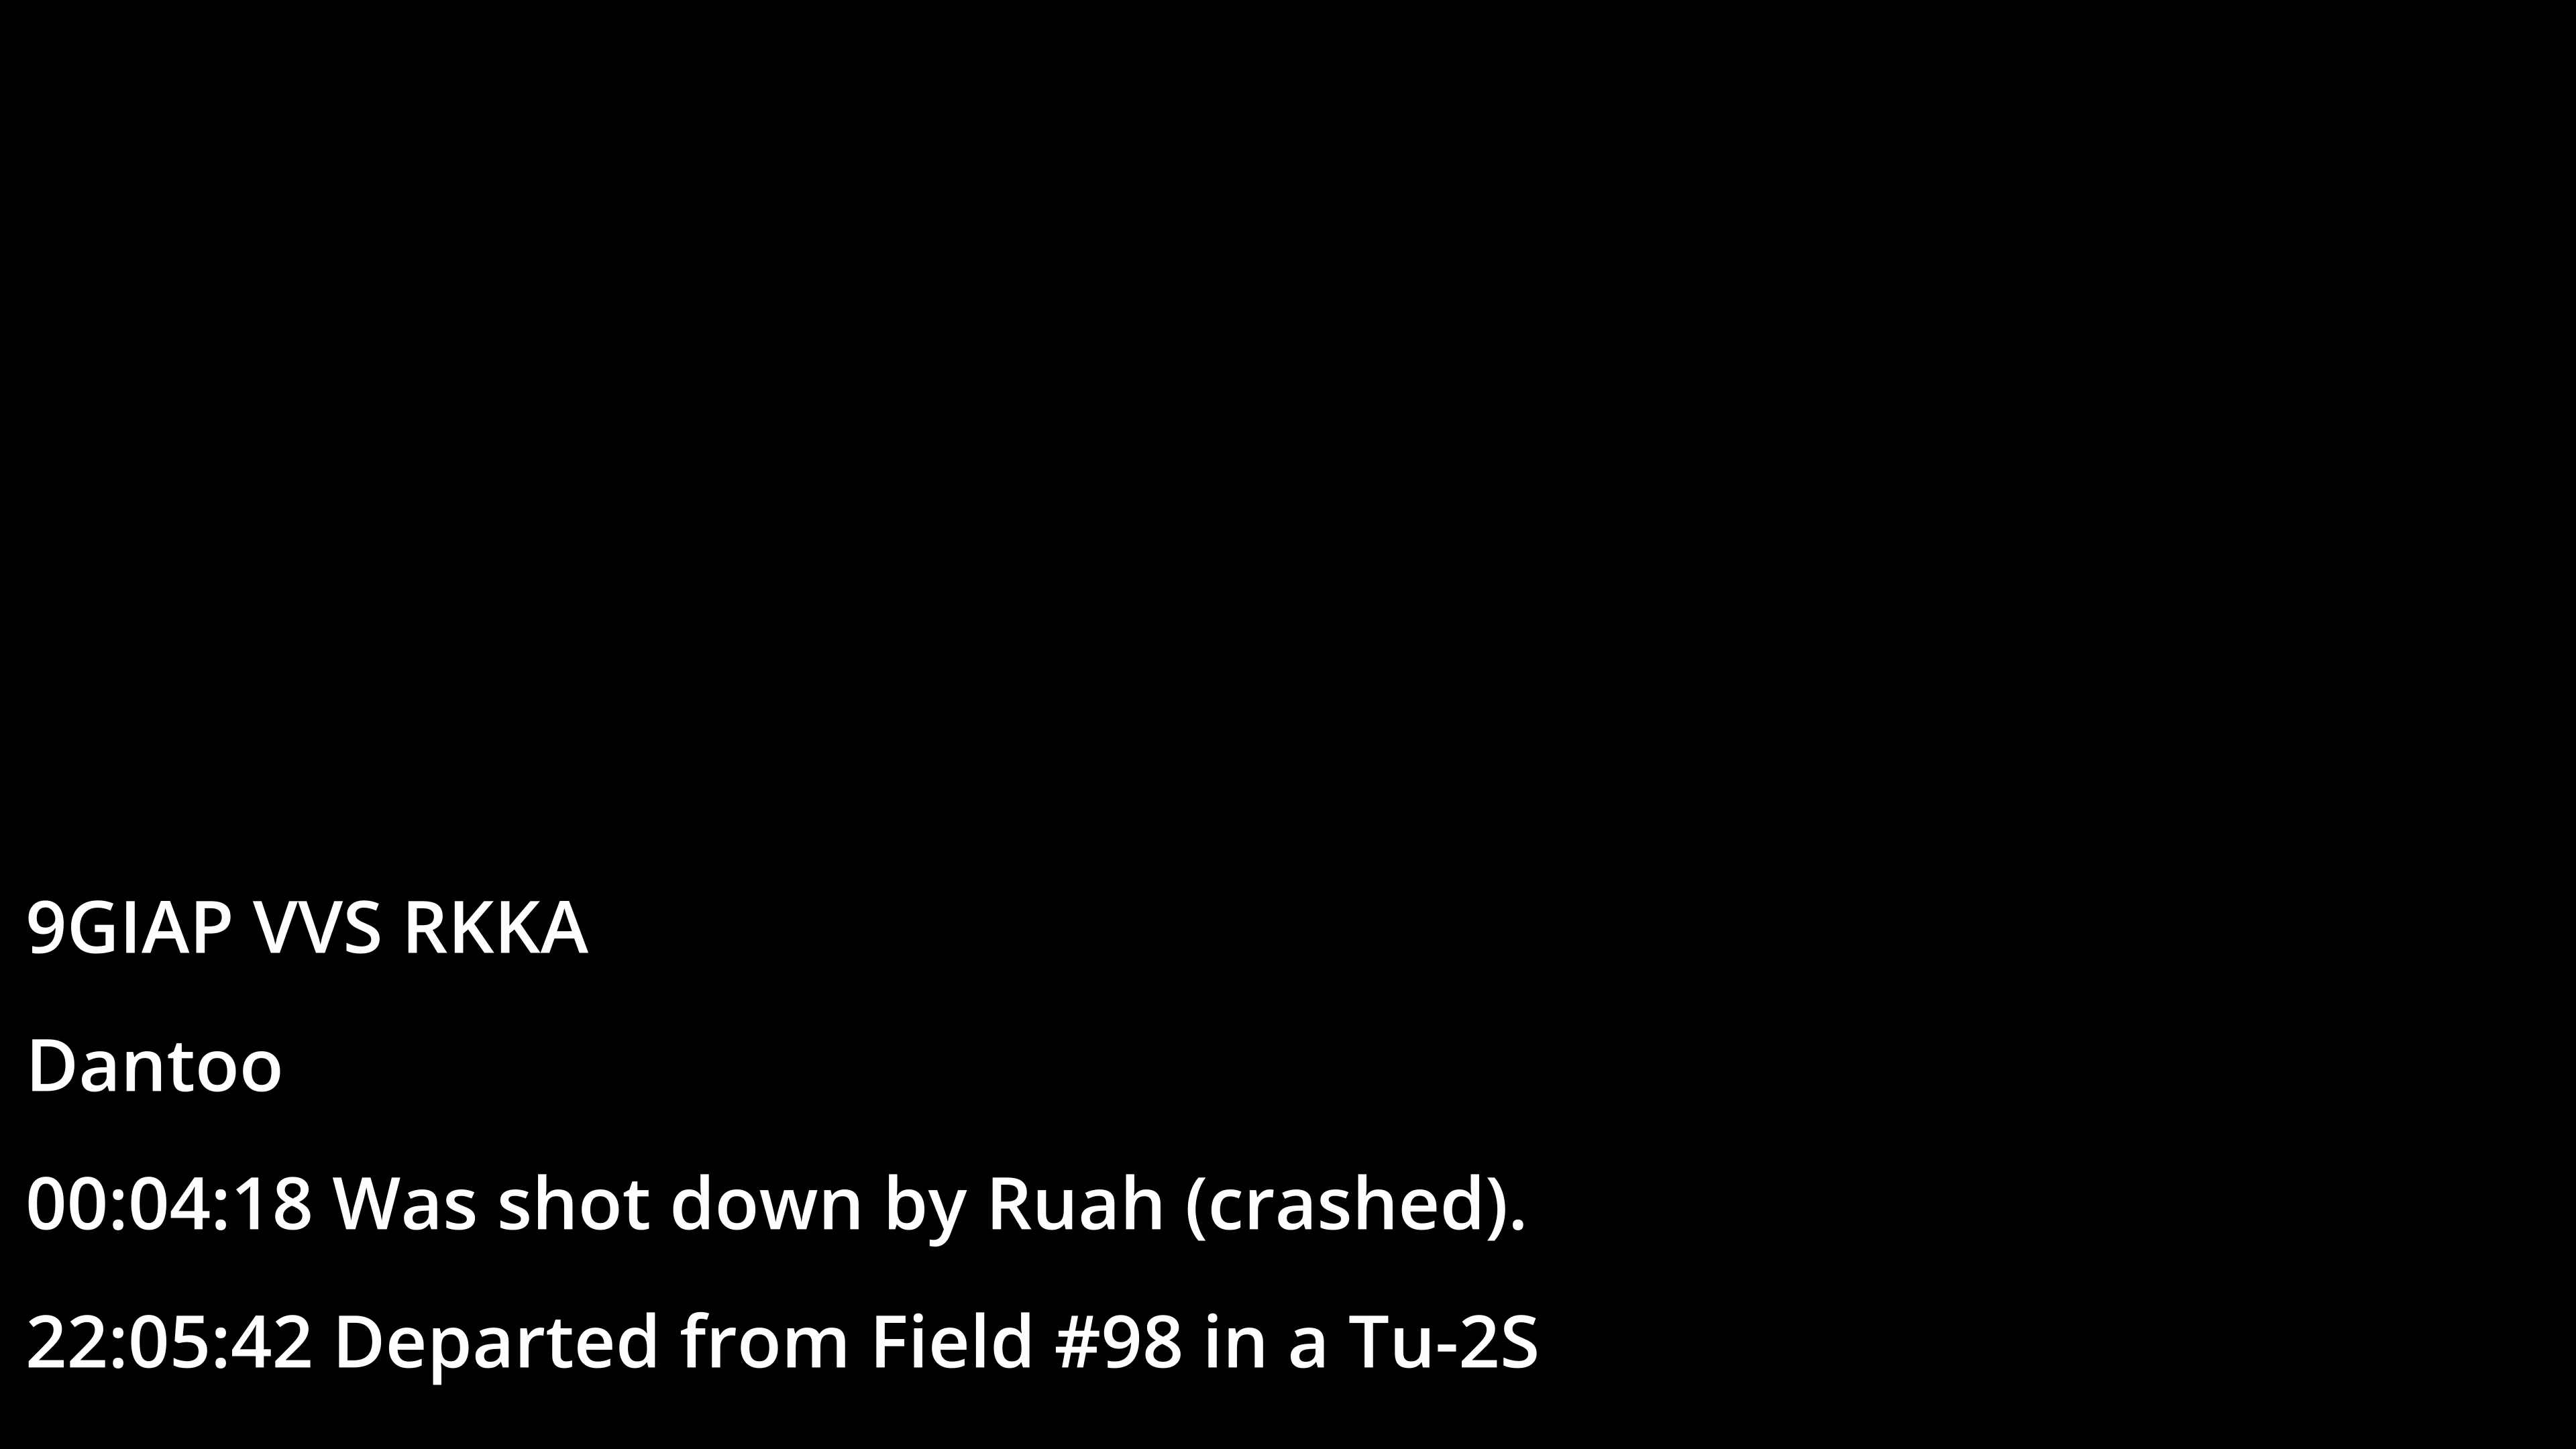 9GIAP VVS RKKA
Dantoo
00:04:18 Was shot down by Ruah (crashed).
22:05:42 Departed from Field #98 in a Tu-2S